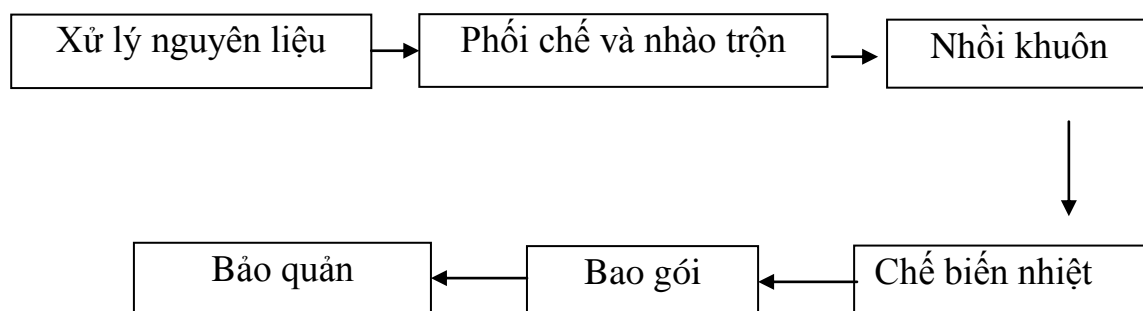 Xử lý nguyên liệu
Phối chế và nhào trộn
Nhồi khuôn
Chế biến nhiệt
Bao gói
Bảo quản